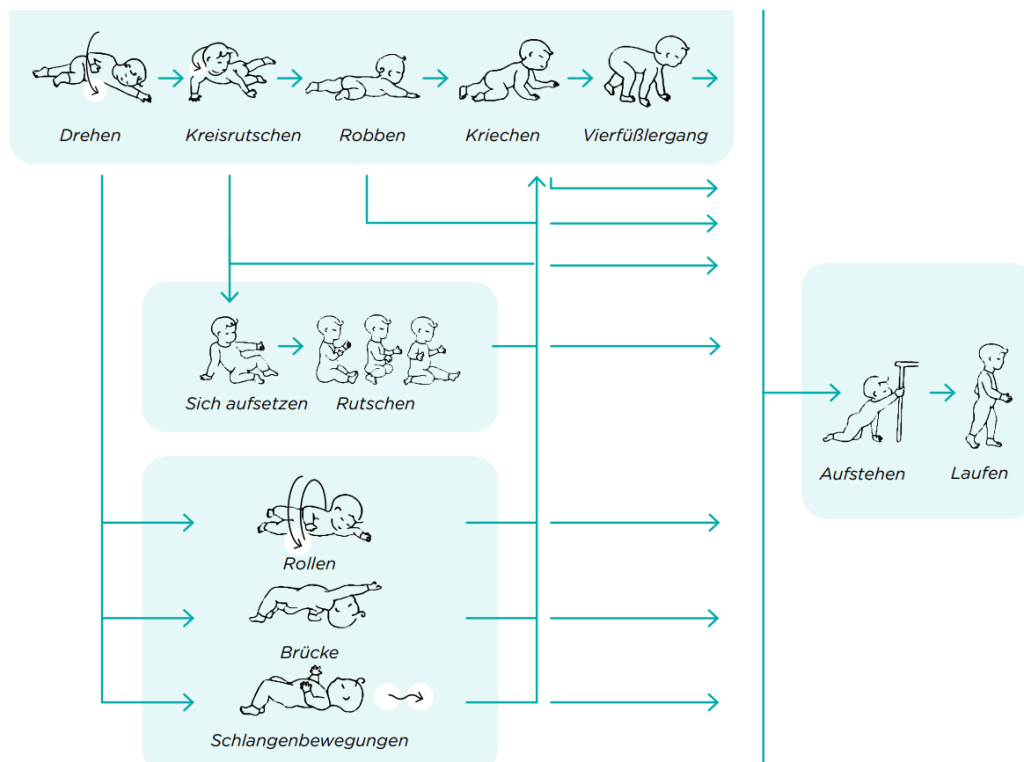 Drehen
Kreisrutschen
Robben
Kriechen
Vierfüßlergang
Sich aufsetzen
Rutschen
Aufstehen
Laufen
Rollen
Brücke
Schlangenbewegungen